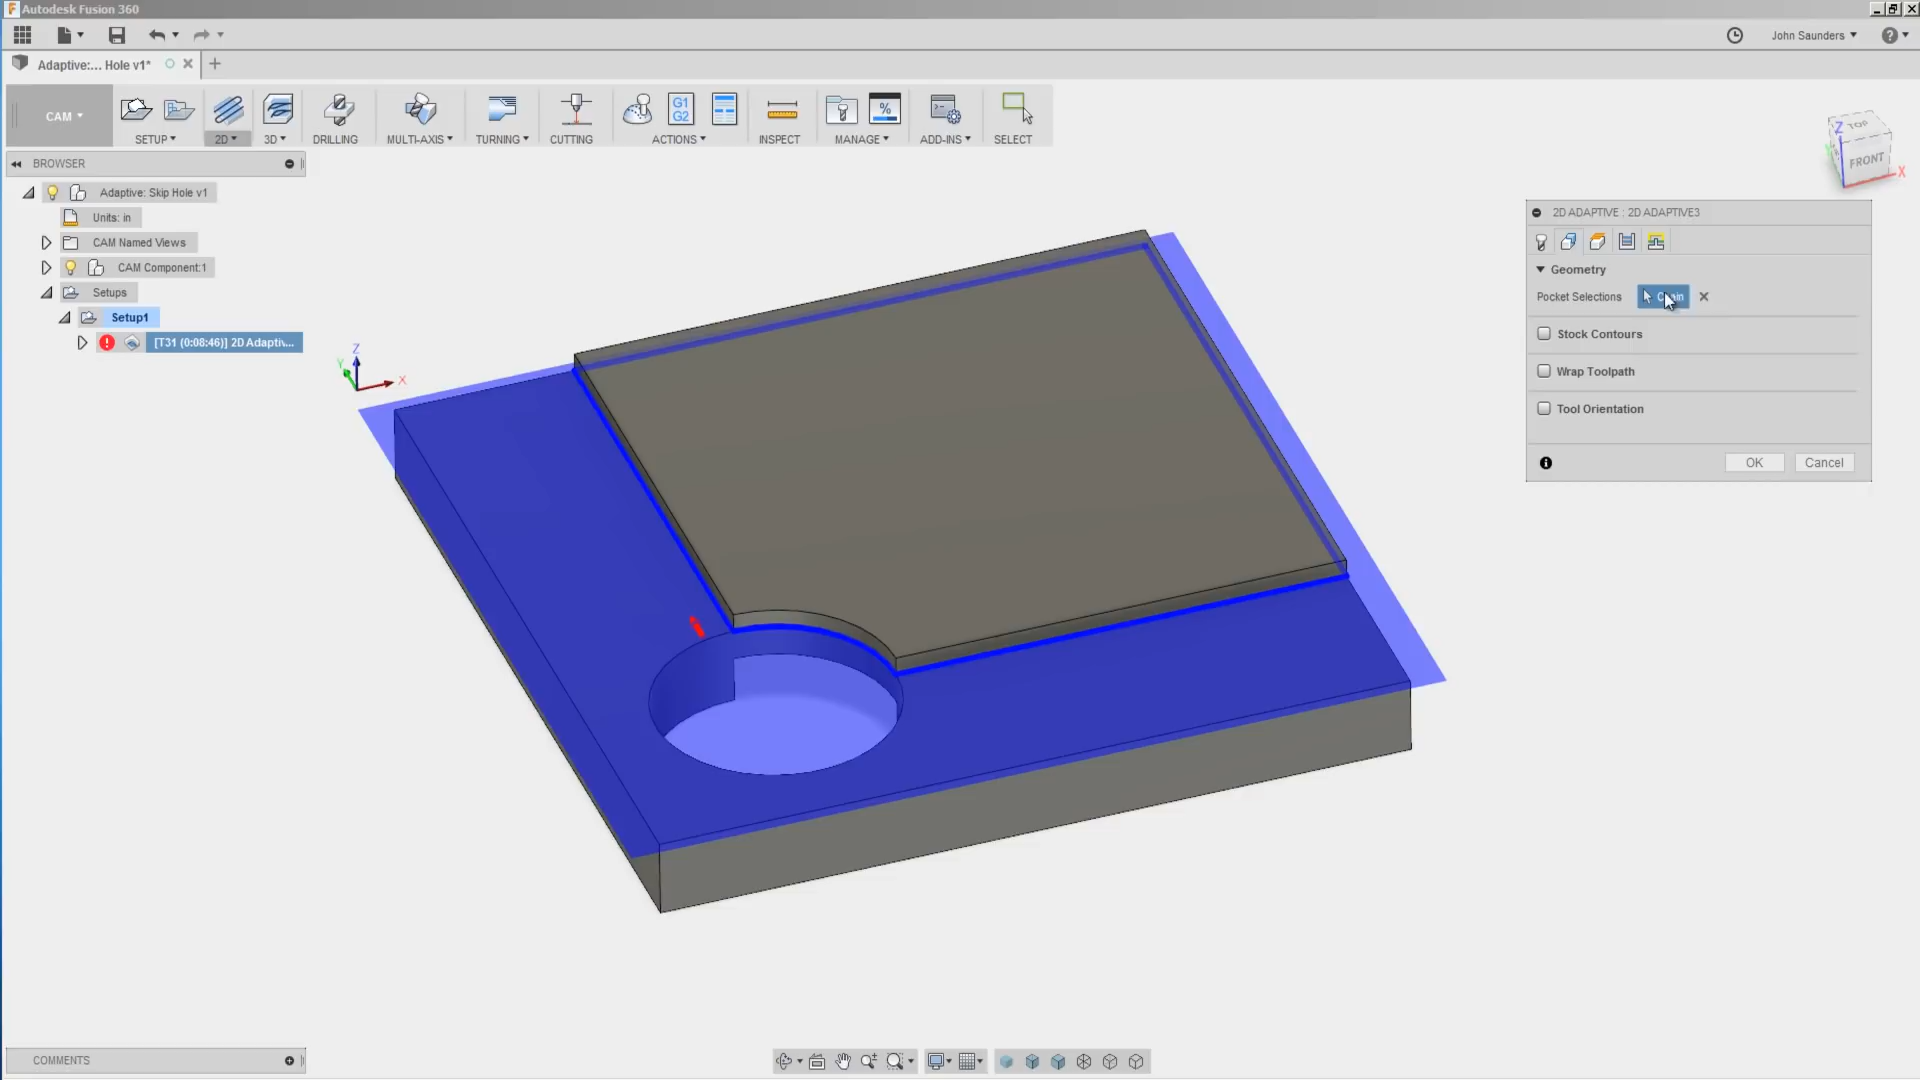 Autodesk Fusion 360
John Saunders
Adaptive:... Hole v1*
CAM
SETUP
2D
3D
DRILLING
MULTI-AXIS
TURNING
CUTTING
ACTIONS
G1
G2
INSPECT
%
MANAGE
ADD-INS
SELECT
TOP
FRONT
Z
X
BROWSER
Adaptive: Skip Hole v1
Units: in
CAM Named Views
CAM Component:1
Setups
Setup1
[T31 (0:08:46)] 2D Adaptiv...
Z
Y
X
2D ADAPTIVE : 2D ADAPTIVE3
Geometry
Pocket Selections
Stock Contours
Wrap Toolpath
Tool Orientation
OK
Cancel
COMMENTS